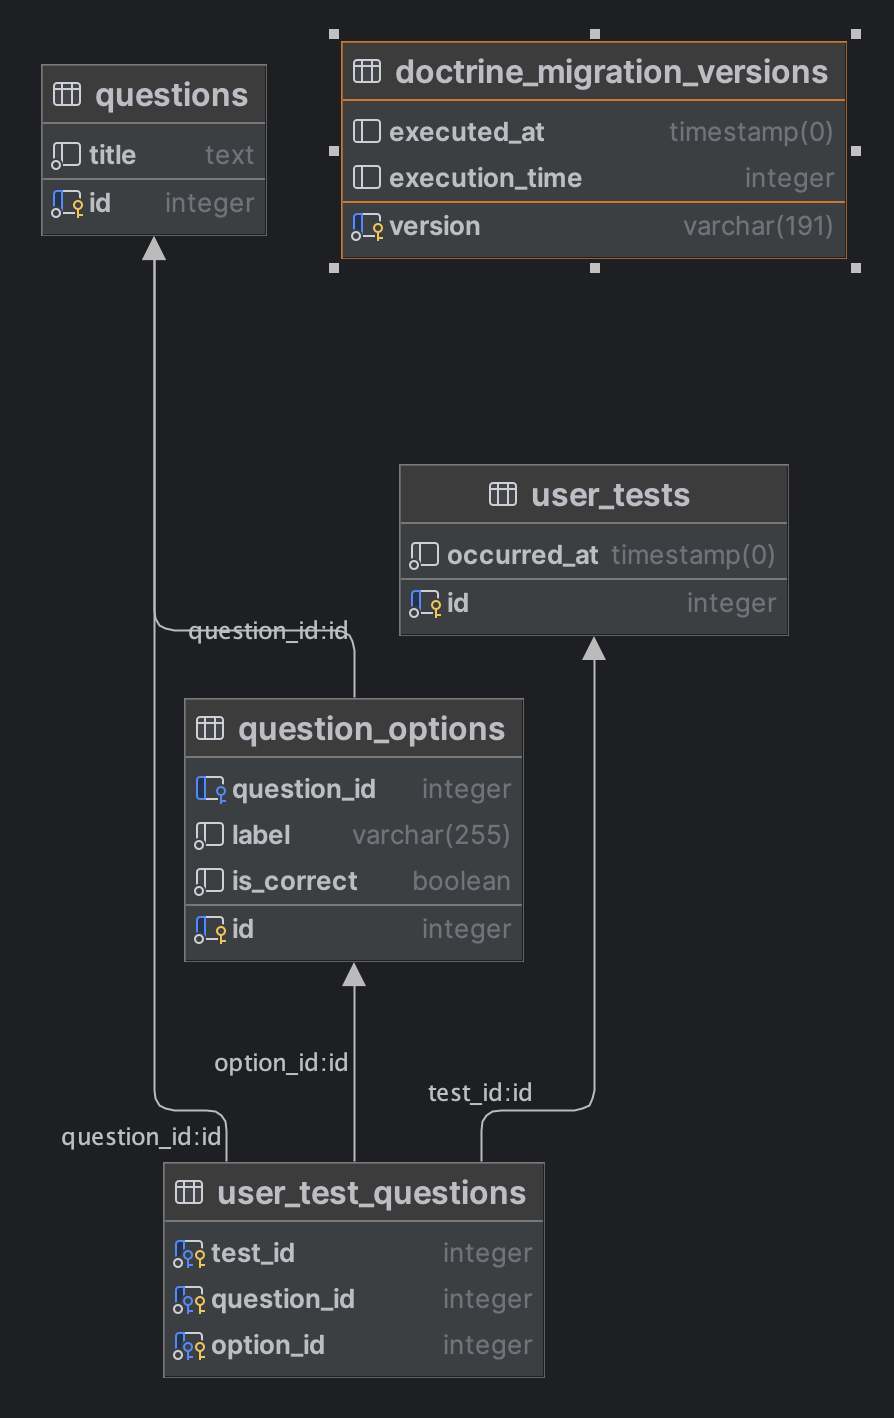 questions
title text
id integer
doctrine_migration_versions
executed_at timestamp(0)
execution_time integer
version varchar(191)
user_tests
occurred_at timestamp(0)
id integer
question_id:id
question_options
question_id integer
label varchar(255)
is_correct boolean
id integer
option_id:id
test_id:id
question_id:id
user_test_questions
test_id integer
question_id integer
option_id integer